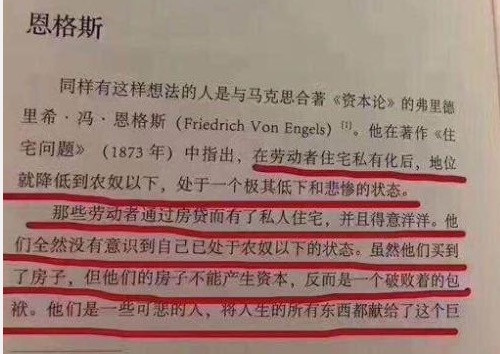 恩格斯
同样有这样想法的人是与马克思合著《资本论》的弗里德
里希·冯·恩格斯（Friedrich Von Engels）[1]。他在著作《住
宅问题》（1873 年）中指出，在劳动者住宅私有化后，地位
就降低到农奴以下，处于一个极其低下和悲惨的状态。
那些劳动者通过房贷而有了私人住宅，并且得意洋洋。他
们全然没有意识到自己已处于农奴以下的状态。虽然他们买到
了房子，但他们的房子不能产生资本，反而是一个破败着的包
袱。他们是一些可悲的人，将人生的所有东西都献给了这个巨